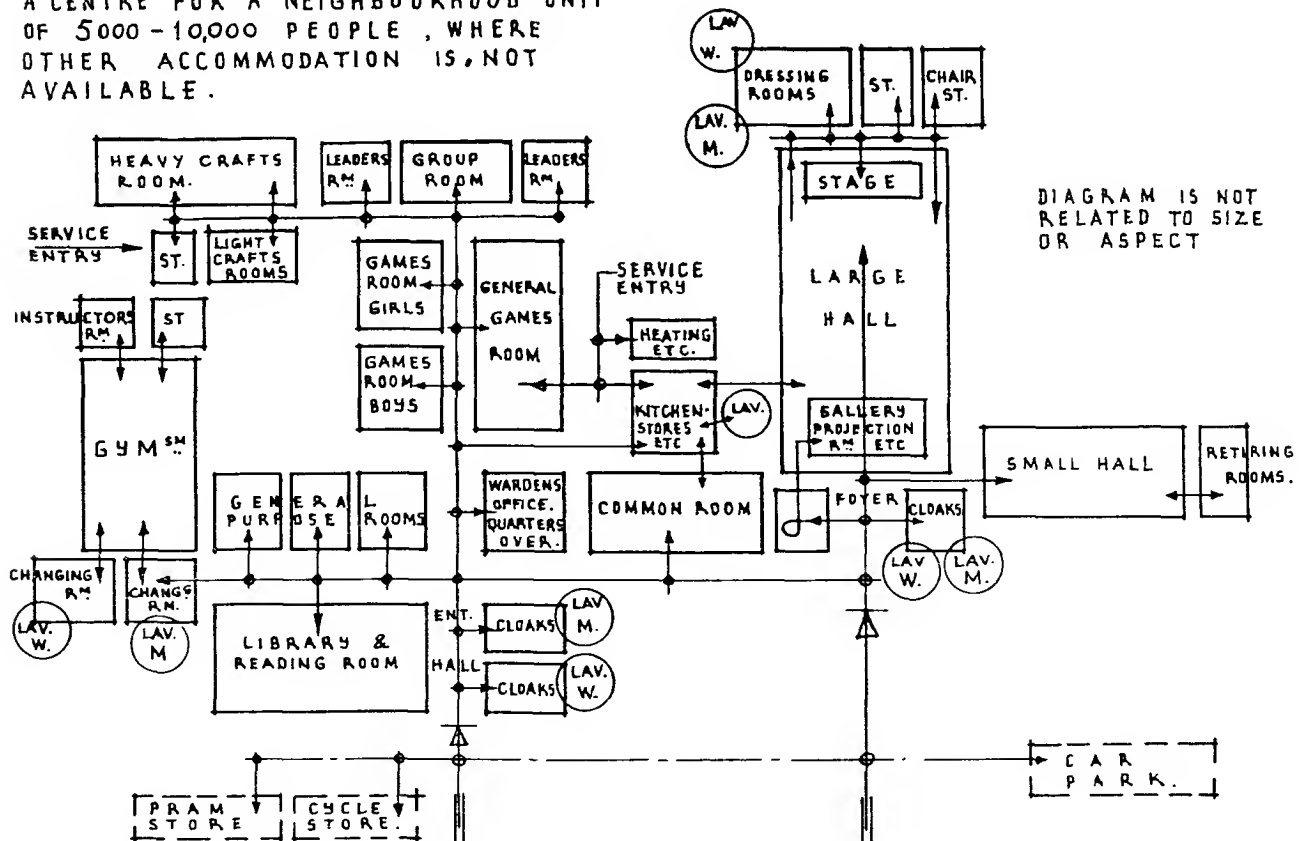 A CENTRE FOR A NEIGHBOURHOOD UNIT
OF 5000-10,000 PEOPLE, WHERE
OTHER ACCOMMODATION IS, NOT
AVAILABLE.
LAV
W.
DRESSING
ROOMS
ST.
CHAIR
ST.
LAV.
M.
HEAVY CRAFTS
ROOM.
LEADERS
RM
GROUP
ROOM
LEADERS
RM
STAGE
DIAGRAM IS NOT
RELATED TO SIZE
OR ASPECT
SERVICE
ENTRY
ST.
LIGHT
CRAFTS
ROOMS
GAMES
ROOM
GIRLS
GENERAL
GAMES
ROOM
SERVICE
ENTRY
LARGE
HALL
INSTRUCTORS
RM
ST
HEATING
ETC.
GAMES
ROOM
BOYS
KITCHEN-
STORES
ETC
LAV.
GALLERY
PROJECTION
RM ETC
GYMSM
SMALL HALL
RETIRING
ROOMS.
GENERAL
PURPOSE ROOMS
WARDENS
OFFICE.
QUARTERS
OVER.
COMMON ROOM
FOYER
CLOAKS
LAV
W.
LAV.
M.
CHANGING
RM
LAV.
W.
CHANGG
RM.
LAV.
M
LIBRARY &
READING ROOM
ENT.
HALL
CLOAKS
LAV
M.
CLOAKS
LAV.
W.
CAR
PARK.
PRAM
STORE
CYCLE
STORE.